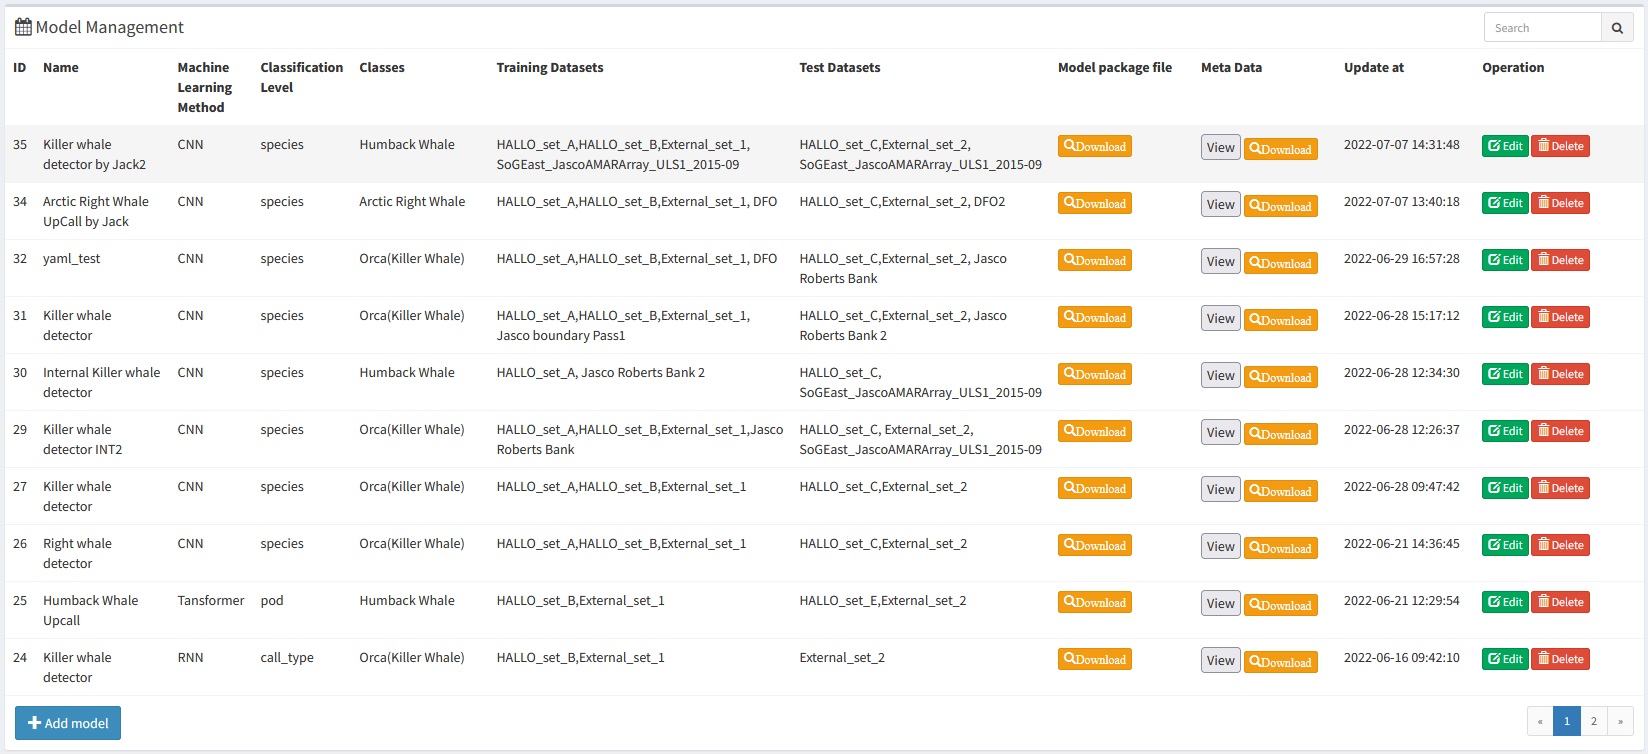 Model Management
Search
ID Name Machine Learning Method Classification Level Classes Training Datasets Test Datasets Model package file Meta Data Update at Operation
35 Killer whale detector by Jack2 CNN species Humback Whale HALLO_set_A,HALLO_set_B,External_set_1, SoGEast_JascoAMARArray_ULS1_2015-09 HALLO_set_C,External_set_2, SoGEast_JascoAMARArray_ULS1_2015-09 Download View Download 2022-07-07 14:31:48 Edit Delete
34 Arctic Right Whale UpCall by Jack CNN species Arctic Right Whale HALLO_set_A,HALLO_set_B,External_set_1, DFO HALLO_set_C,External_set_2, DFO2 Download View Download 2022-07-07 13:40:18 Edit Delete
32 yaml_test CNN species Orca(Killer Whale) HALLO_set_A,HALLO_set_B,External_set_1, DFO HALLO_set_C,External_set_2, Jasco Roberts Bank Download View Download 2022-06-29 16:57:28 Edit Delete
31 Killer whale detector CNN species Orca(Killer Whale) HALLO_set_A,HALLO_set_B,External_set_1, Jasco boundary Pass1 HALLO_set_C,External_set_2, Jasco Roberts Bank 2 Download View Download 2022-06-28 15:17:12 Edit Delete
30 Internal Killer whale detector CNN species Humback Whale HALLO_set_A, Jasco Roberts Bank 2 HALLO_set_C, SoGEast_JascoAMARArray_ULS1_2015-09 Download View Download 2022-06-28 12:34:30 Edit Delete
29 Killer whale detector INT2 CNN species Orca(Killer Whale) HALLO_set_A,HALLO_set_B,External_set_1,Jasco Roberts Bank HALLO_set_C, External_set_2, SoGEast_JascoAMARArray_ULS1_2015-09 Download View Download 2022-06-28 12:26:37 Edit Delete
27 Killer whale detector CNN species Orca(Killer Whale) HALLO_set_A,HALLO_set_B,External_set_1 HALLO_set_C,External_set_2 Download View Download 2022-06-28 09:47:42 Edit Delete
26 Right whale detector CNN species Orca(Killer Whale) HALLO_set_A,HALLO_set_B,External_set_1 HALLO_set_C,External_set_2 Download View Download 2022-06-21 14:36:45 Edit Delete
25 Humback Whale Upcall Tansformer pod Humback Whale HALLO_set_B,External_set_1 HALLO_set_E,External_set_2 Download View Download 2022-06-21 12:29:54 Edit Delete
24 Killer whale detector RNN call_type Orca(Killer Whale) HALLO_set_B,External_set_1 External_set_2 Download View Download 2022-06-16 09:42:10 Edit Delete
Add model
« 1 2 »